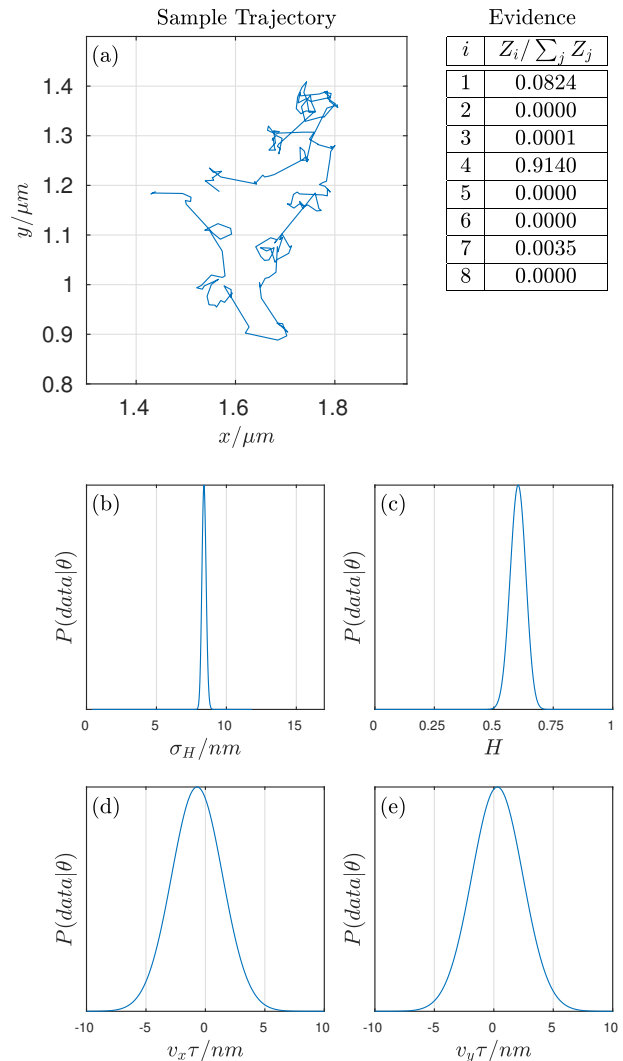 Sample Trajectory
(a)
1.5
1.4
1.3
1.2
1.1
1
0.9
0.8
y/μm
1.4 1.6 1.8
x/μm
Evidence
i Z_i/ ∑_j Z_j
1 0.0824
2 0.0000
3 0.0001
4 0.9140
5 0.0000
6 0.0000
7 0.0035
8 0.0000
(b)
P(data|θ)
0 5 10 15
σ_H/nm
(c)
P(data|θ)
0 0.25 0.5 0.75 1
H
(d)
P(data|θ)
-10 -5 0 5 10
v_xτ/nm
(e)
P(data|θ)
-10 -5 0 5 10
v_yτ/nm